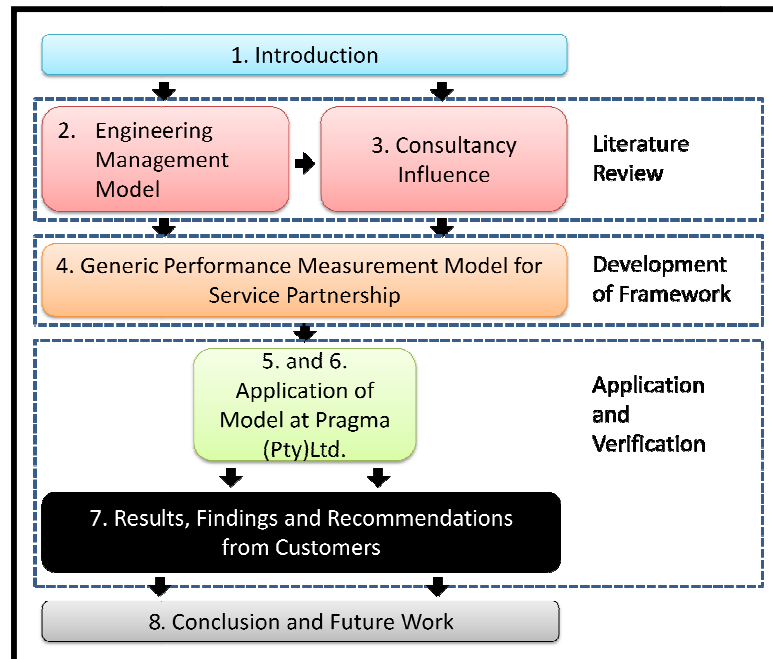 1. Introduction
2. Engineering
Management
Model
3. Consultancy
Influence
Literature
Review
4. Generic Performance Measurement Model for
Service Partnership
Development
of Framework
5. and 6.
Application of
Model at Pragma
(Pty)Ltd.
Application
and
Verification
7. Results, Findings and Recommendations
from Customers
8. Conclusion and Future Work